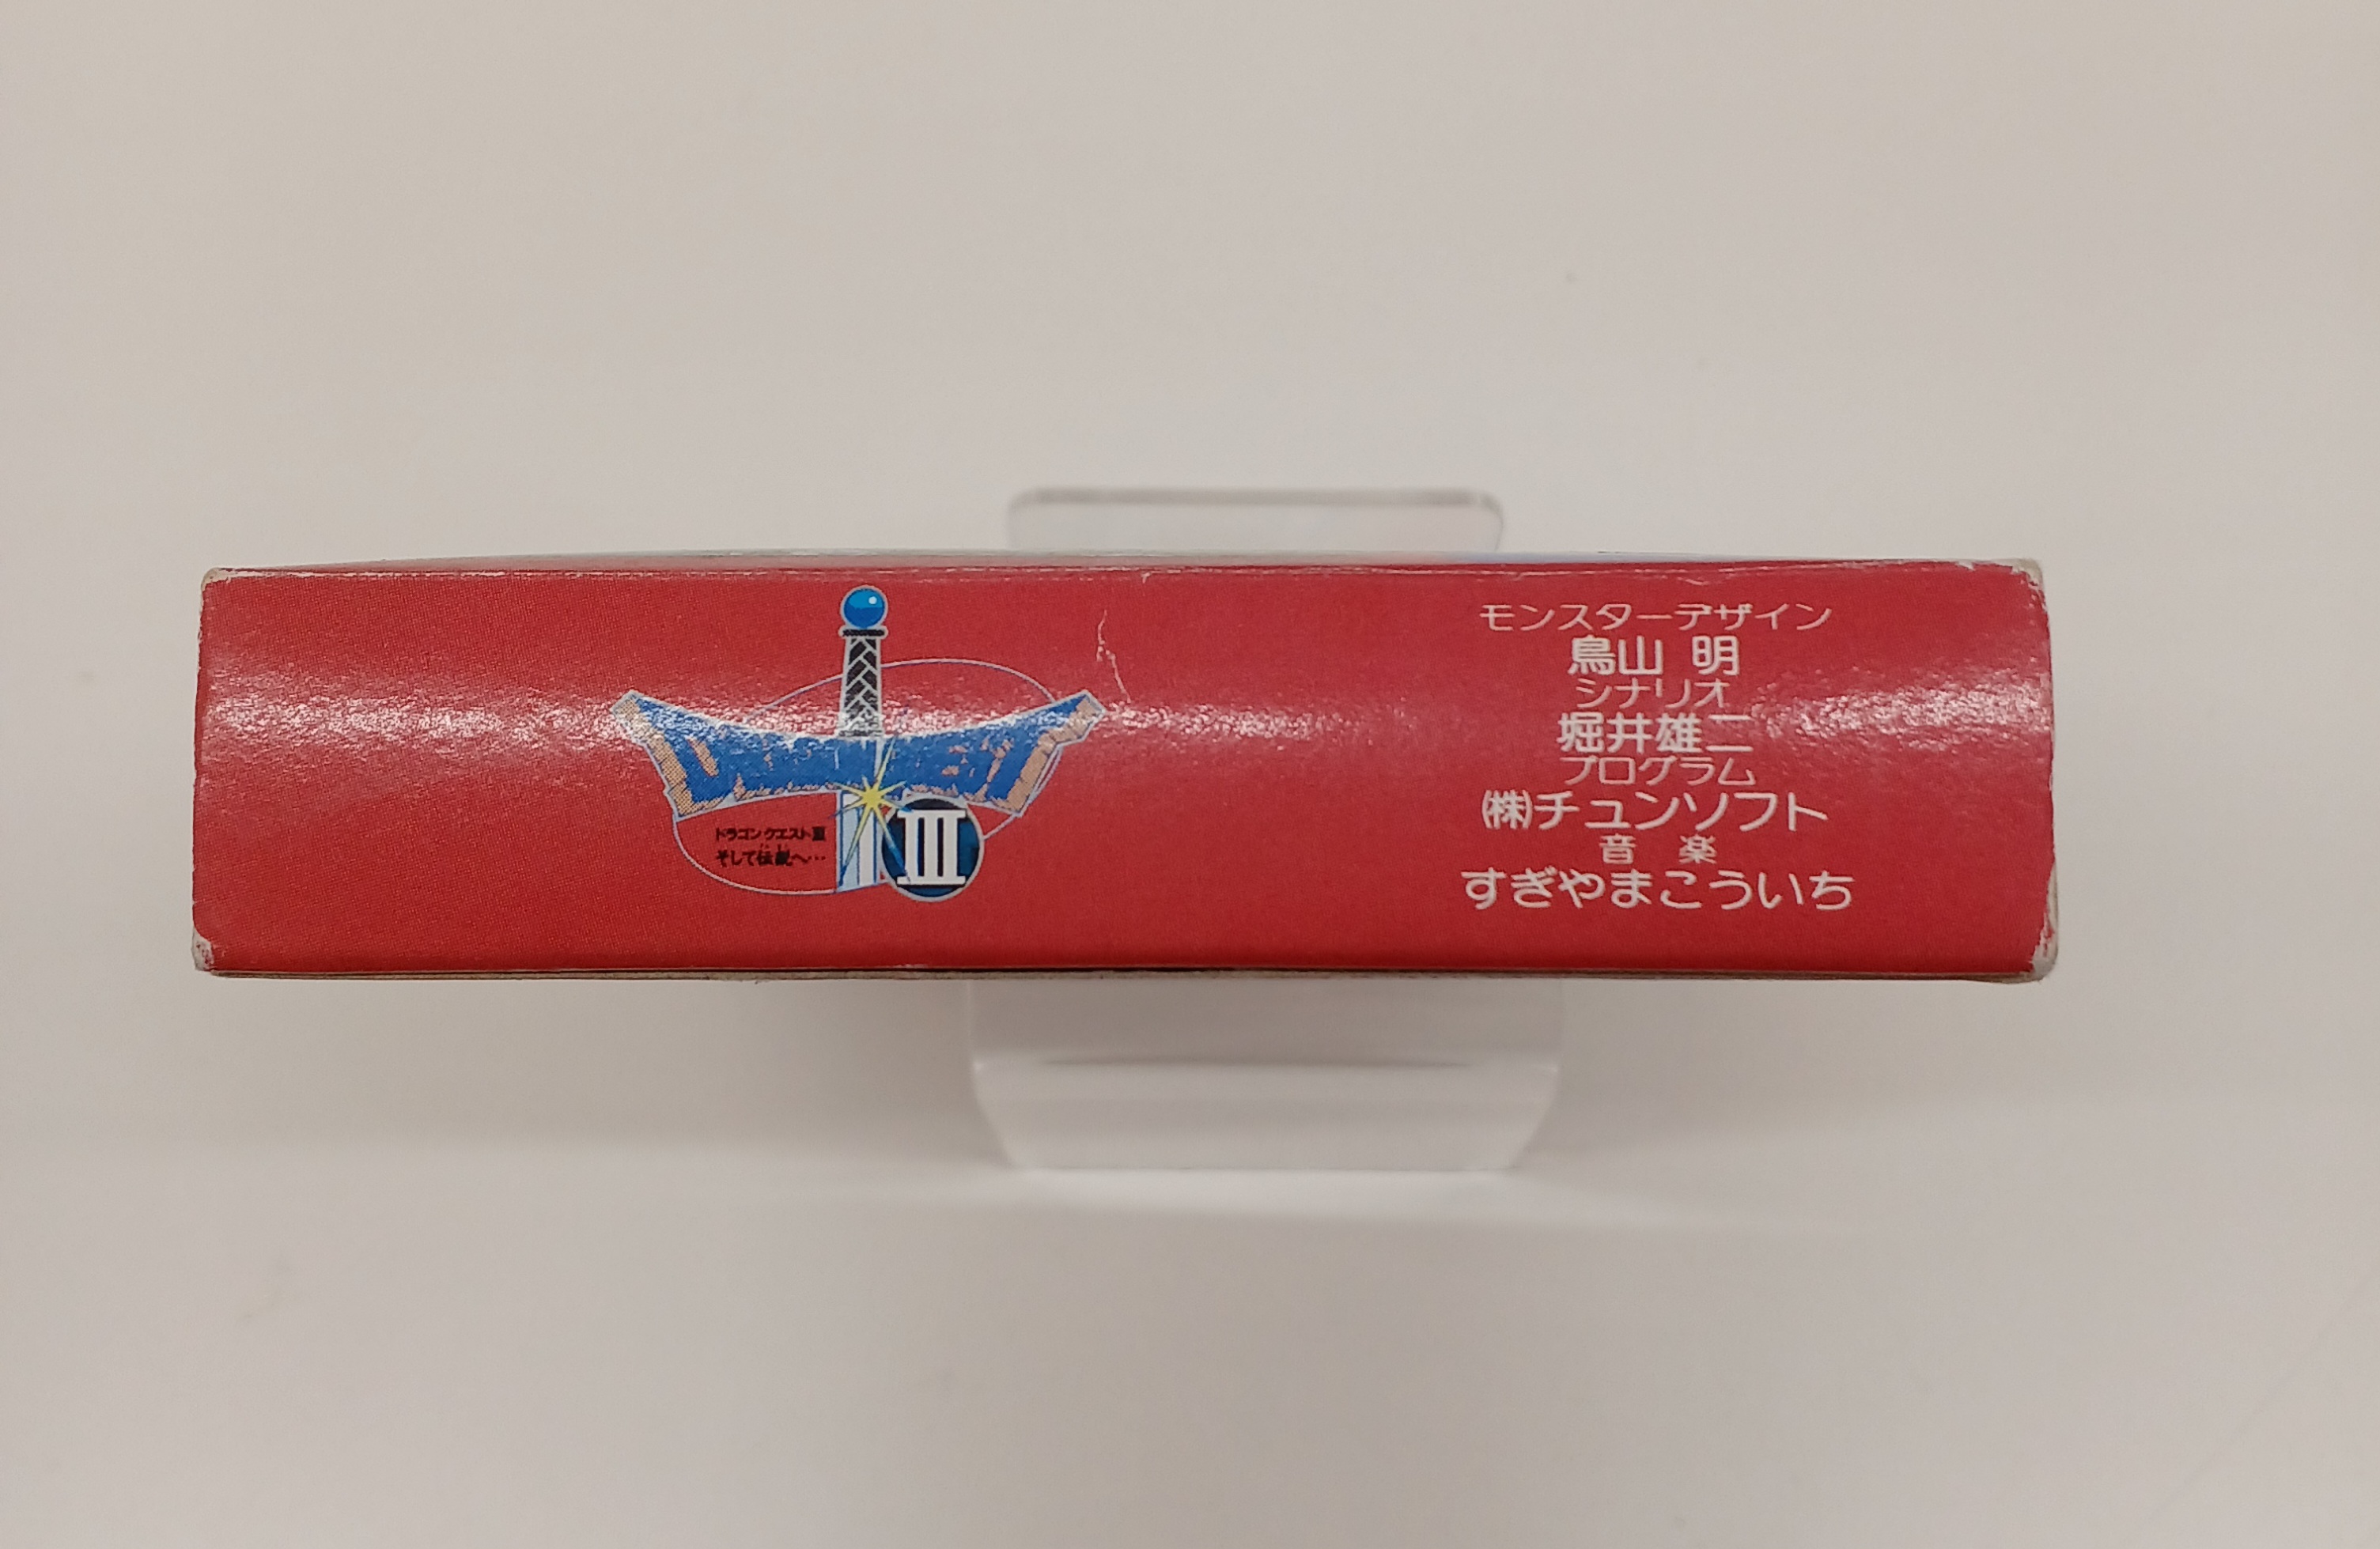 ドラゴンクエストⅢ
そして伝説へ…
III
モンスターデザイン
鳥山 明
シナリオ
堀井雄二
プログラム
㈱チュンソフト
音 楽
すぎやまこういち